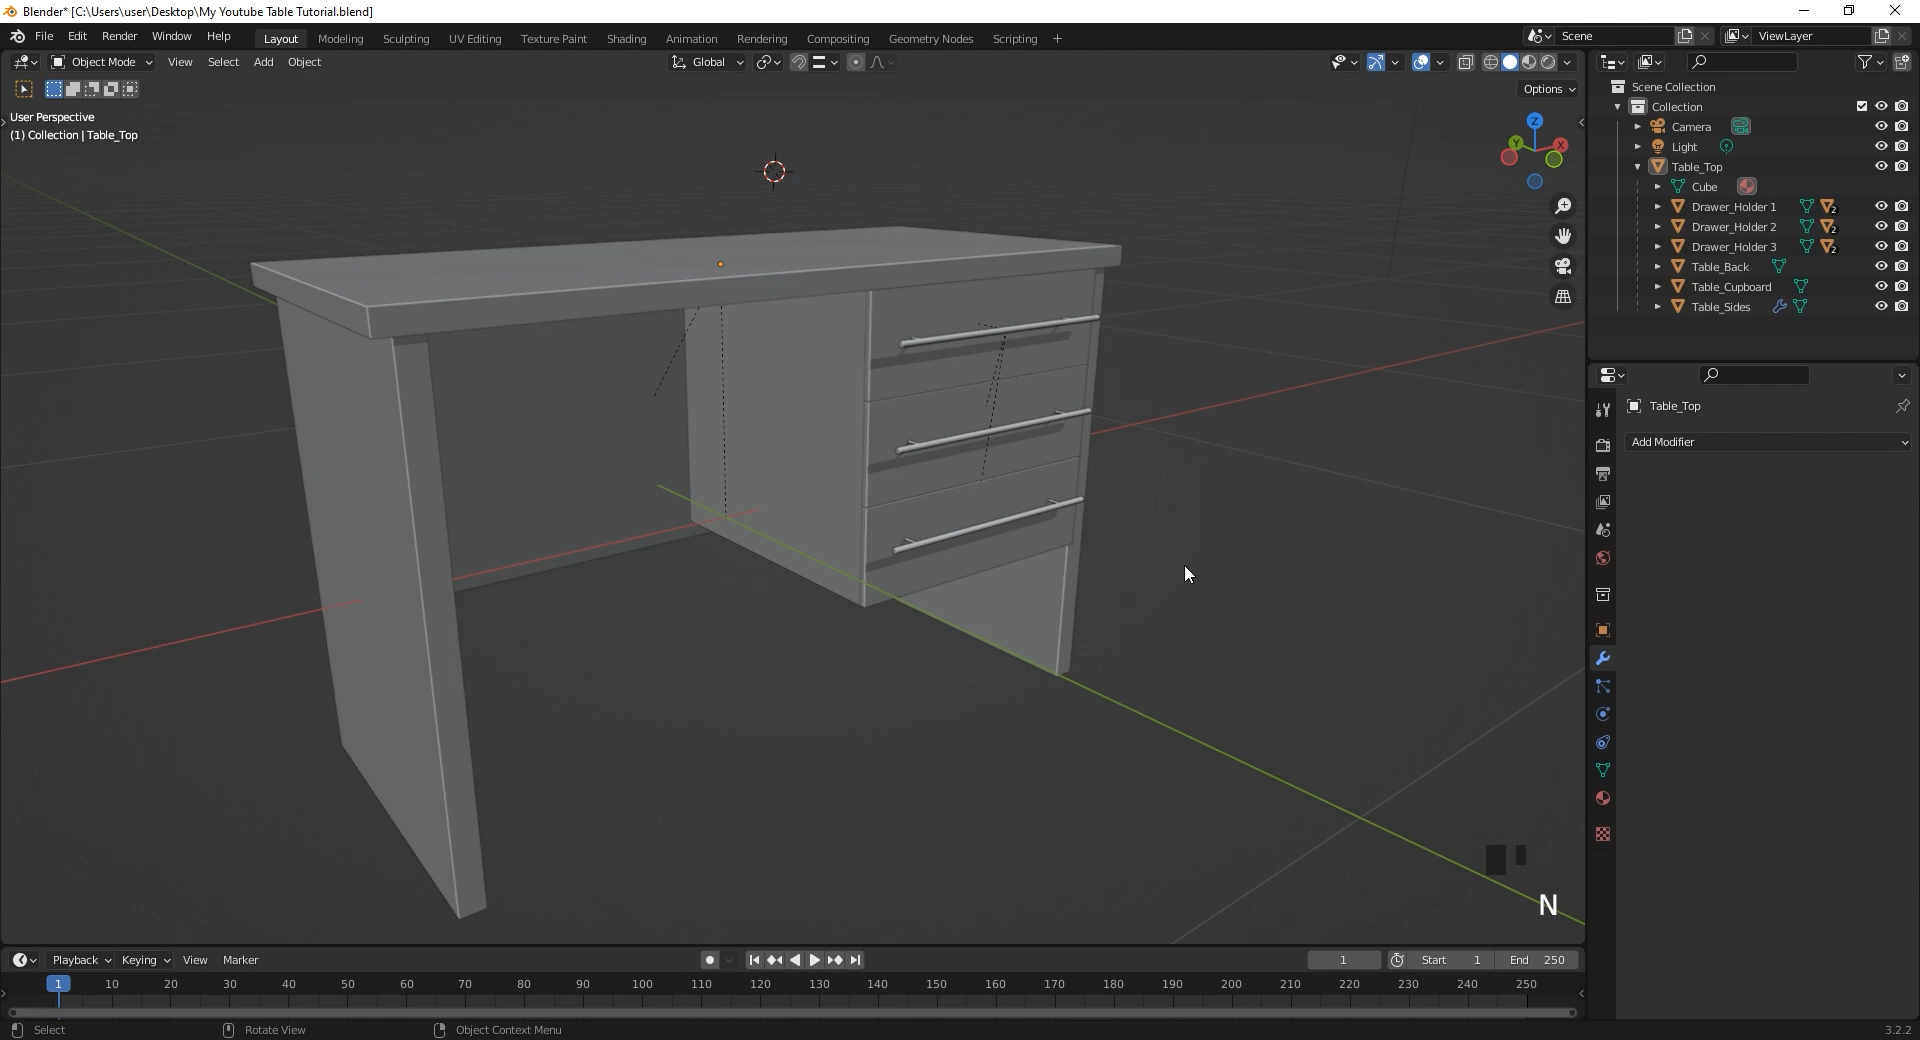 Blender* [C:\Users\user\Desktop\My Youtube Table Tutorial.blend]
File Edit Render Window Help Layout Modeling Sculpting UV Editing Texture Paint Shading Animation Rendering Compositing Geometry Nodes Scripting + Scene ViewLayer
Object Mode View Select Add Object Global
Options
User Perspective
(1) Collection | Table_Top
Z
Y
X
Scene Collection
Collection
Camera
Light
Table_Top
Cube
Drawer_Holder 1 2
Drawer_Holder 2 2
Drawer_Holder 3 2
Table_Back
Table_Cupboard
Table_Sides
Table_Top
Add Modifier
N
Playback Keying View Marker 1 Start 1 End 250
1 10 20 30 40 50 60 70 80 90 100 110 120 130 140 150 160 170 180 190 200 210 220 230 240 250
Select Rotate View Object Context Menu 3.2.2